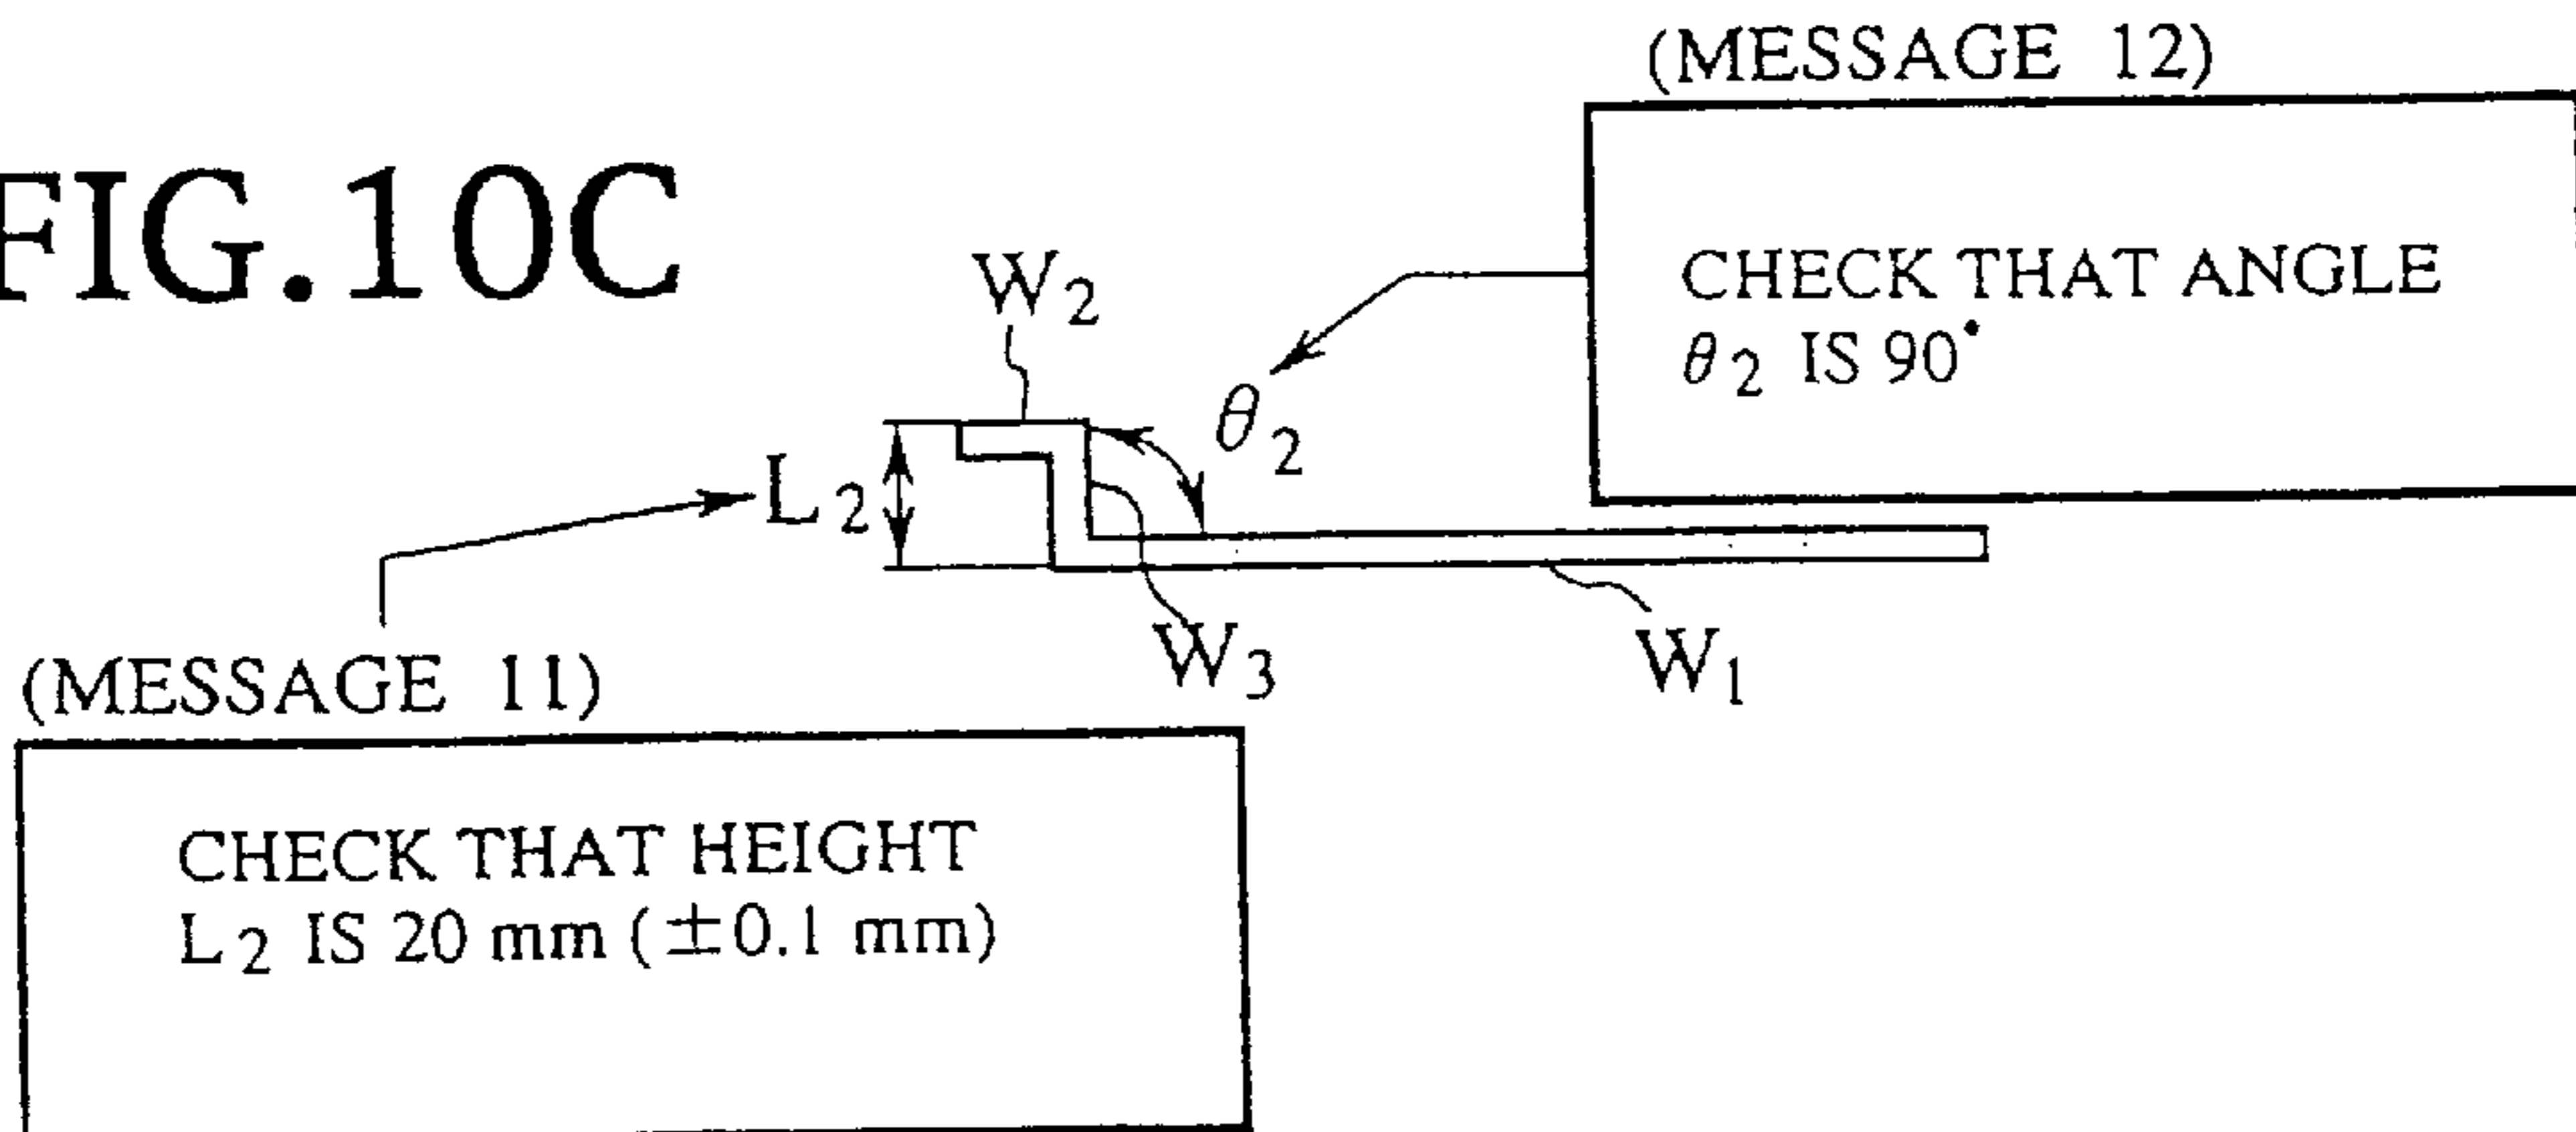 FIG.10C
(MESSAGE 12)
CHECK THAT ANGLE
θ2 IS 90°
W2
θ2
L2
W3
W1
(MESSAGE 11)
CHECK THAT HEIGHT
L2 IS 20 mm (±0.1 mm)